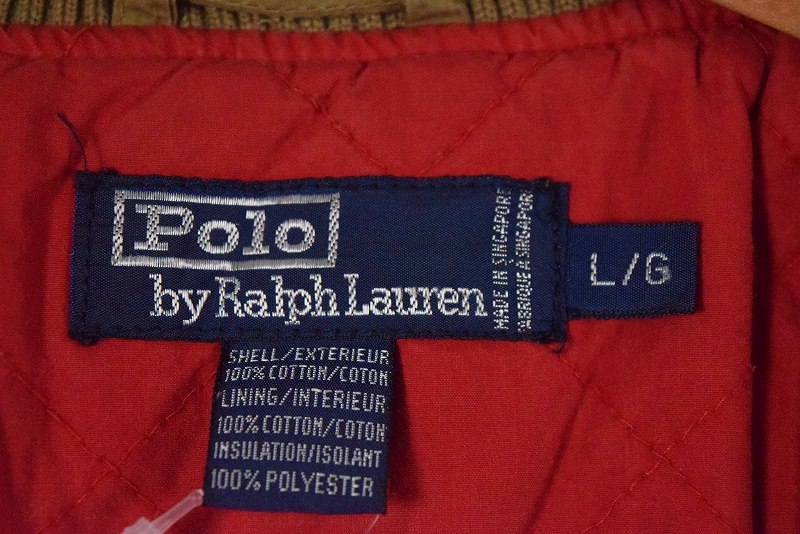 Polo
by Ralph Lauren
MADE IN SINGAPORE
FABRIQUE A SINGAPOUR
L/G
SHELL/EXTERIEUR
100% COTTON/COTON
LINING/INTERIEUR
100% COTTON/COTON
INSULATION/ISOLANT
100% POLYESTER